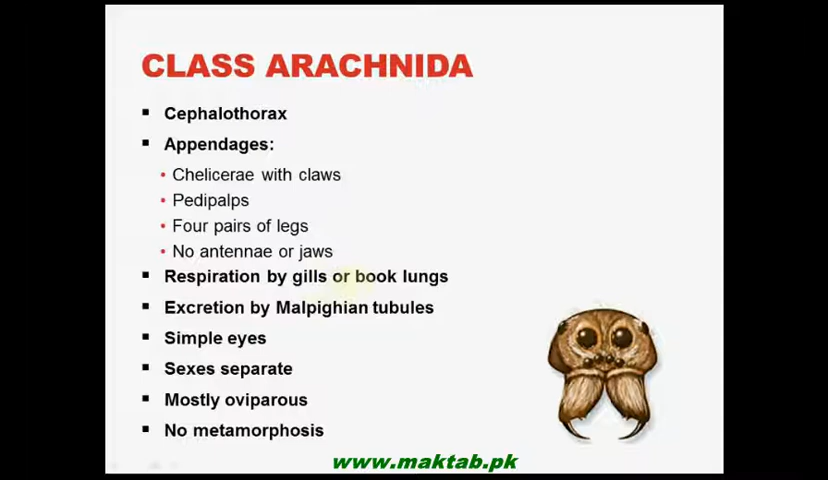 CLASS ARACHNIDA
▪ Cephalothorax
▪ Appendages:
• Chelicerae with claws
• Pedipalps
• Four pairs of legs
• No antennae or jaws
▪ Respiration by gills or book lungs
▪ Excretion by Malpighian tubules
▪ Simple eyes
▪ Sexes separate
▪ Mostly oviparous
▪ No metamorphosis
www.maktab.pk